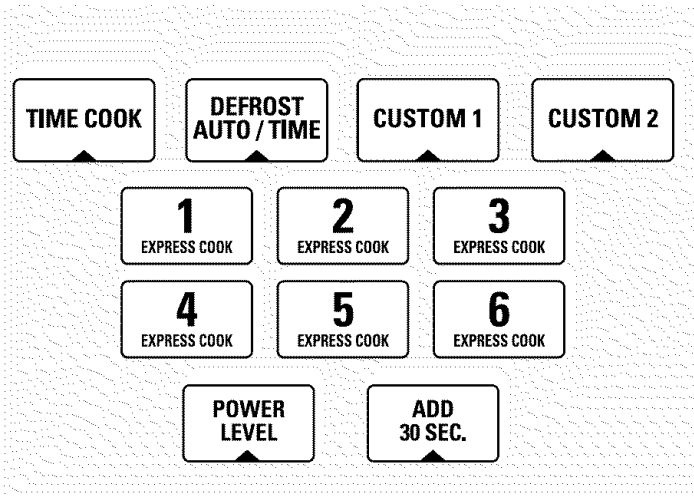 TIME COOK
DEFROST
AUTO / TIME
CUSTOM 1
CUSTOM 2
1
EXPRESS COOK
2
EXPRESS COOK
3
EXPRESS COOK
4
EXPRESS COOK
5
EXPRESS COOK
6
EXPRESS COOK
POWER
LEVEL
ADD
30 SEC.